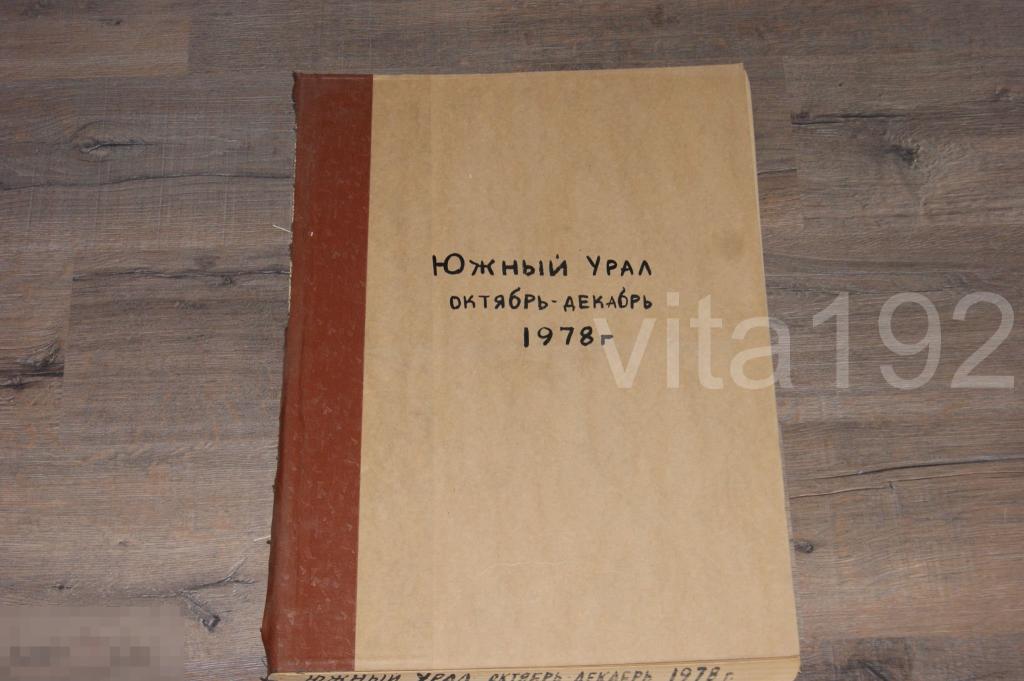 Южный Урал
октябрь-декабрь
1978г
vita192
Южный Урал октябрь-декабрь 1978г.